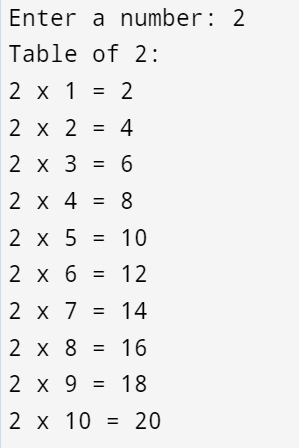 Enter a number: 2
Table of 2:
2 x 1 = 2
2 x 2 = 4
2 x 3 = 6
2 x 4 = 8
2 x 5 = 10
2 x 6 = 12
2 x 7 = 14
2 x 8 = 16
2 x 9 = 18
2 x 10 = 20